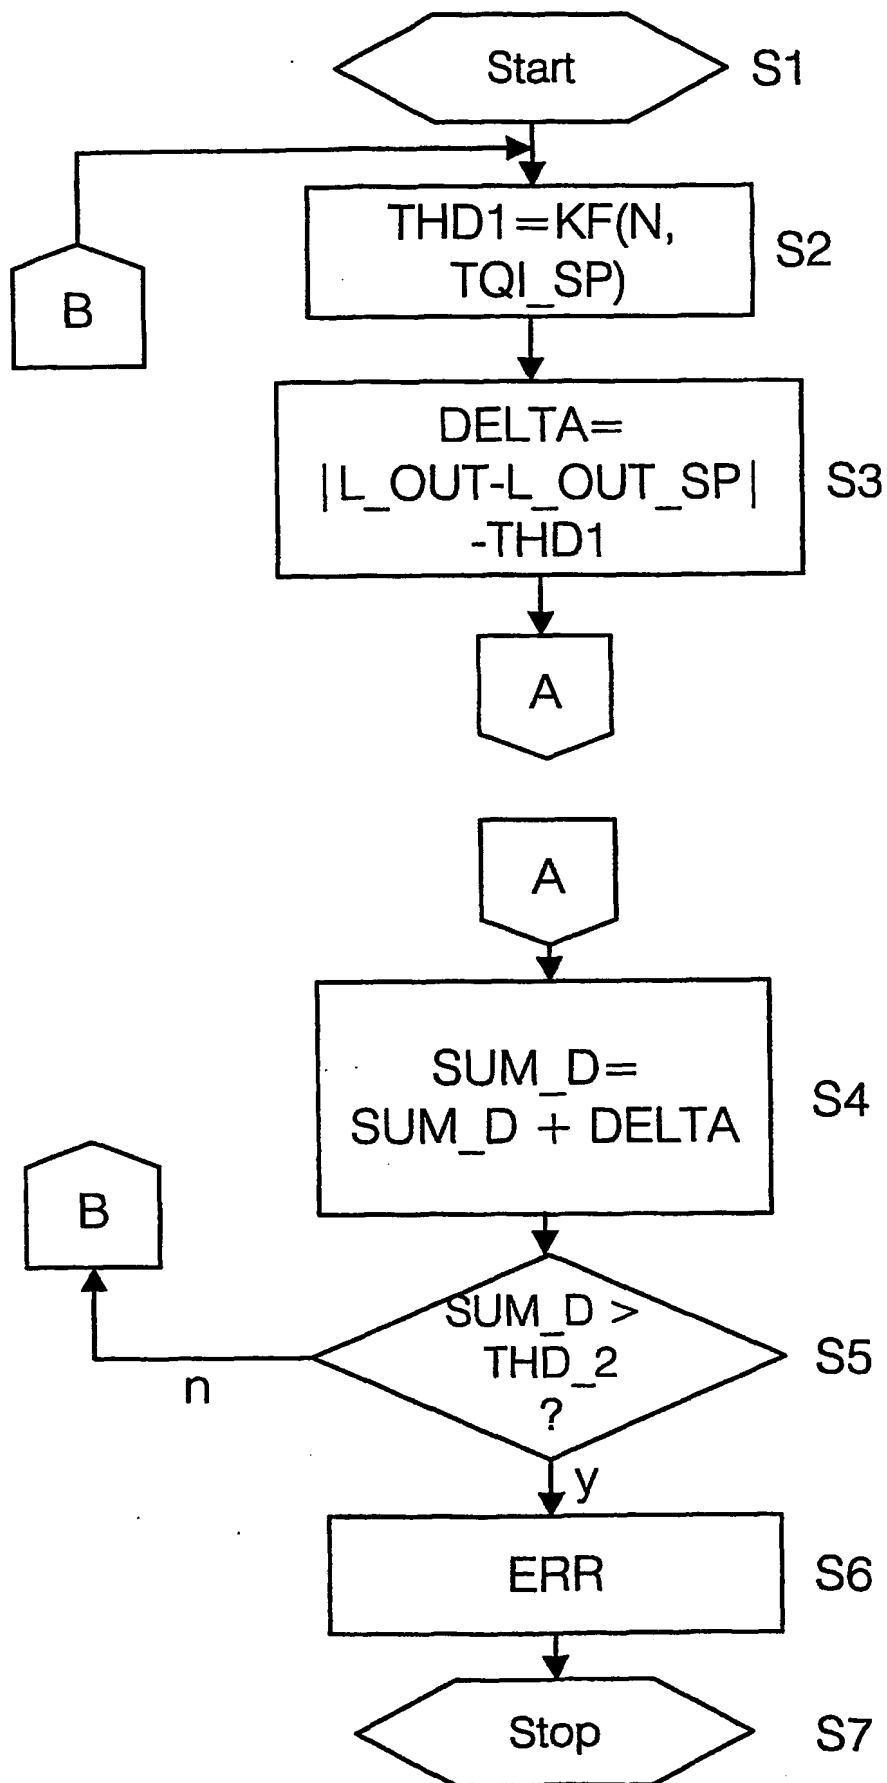 Start
S1
THD1=KF(N,
TQI_SP)
S2
B
DELTA=
|L_OUT-L_OUT_SP|
-THD1
S3
A
A
SUM_D=
SUM_D + DELTA
S4
B
SUM_D >
THD_2
?
S5
n
y
ERR
S6
Stop
S7